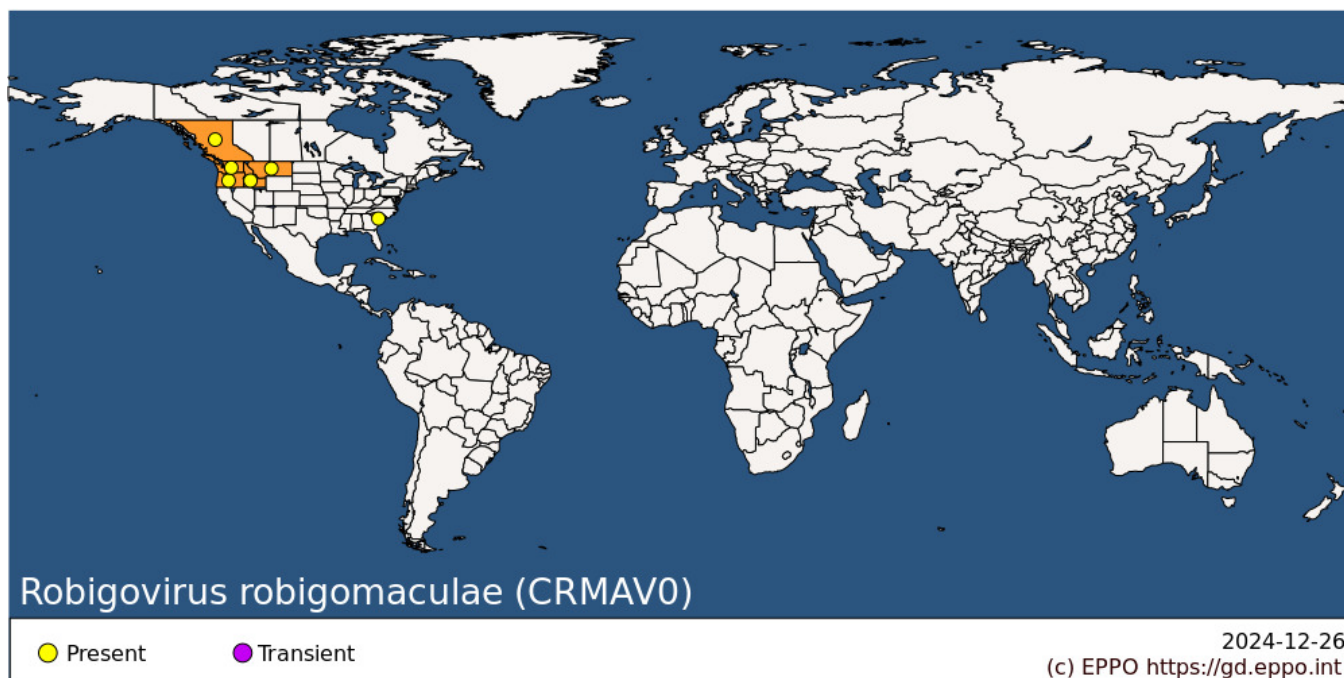 Robigovirus robigomaculae (CRMAV0)
Present
Transient
2024-12-26
(c) EPPO https://gd.eppo.int